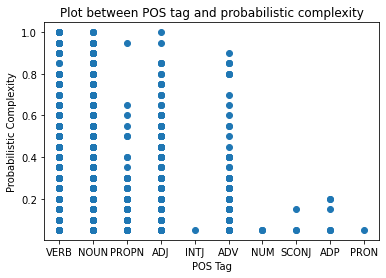 Plot between POS tag and probabilistic complexity
1.0
0.8
0.6
0.4
0.2
Probabilistic Complexity
VERB NOUN PROPN ADJ INTJ ADV NUM SCONJ ADP PRON
POS Tag